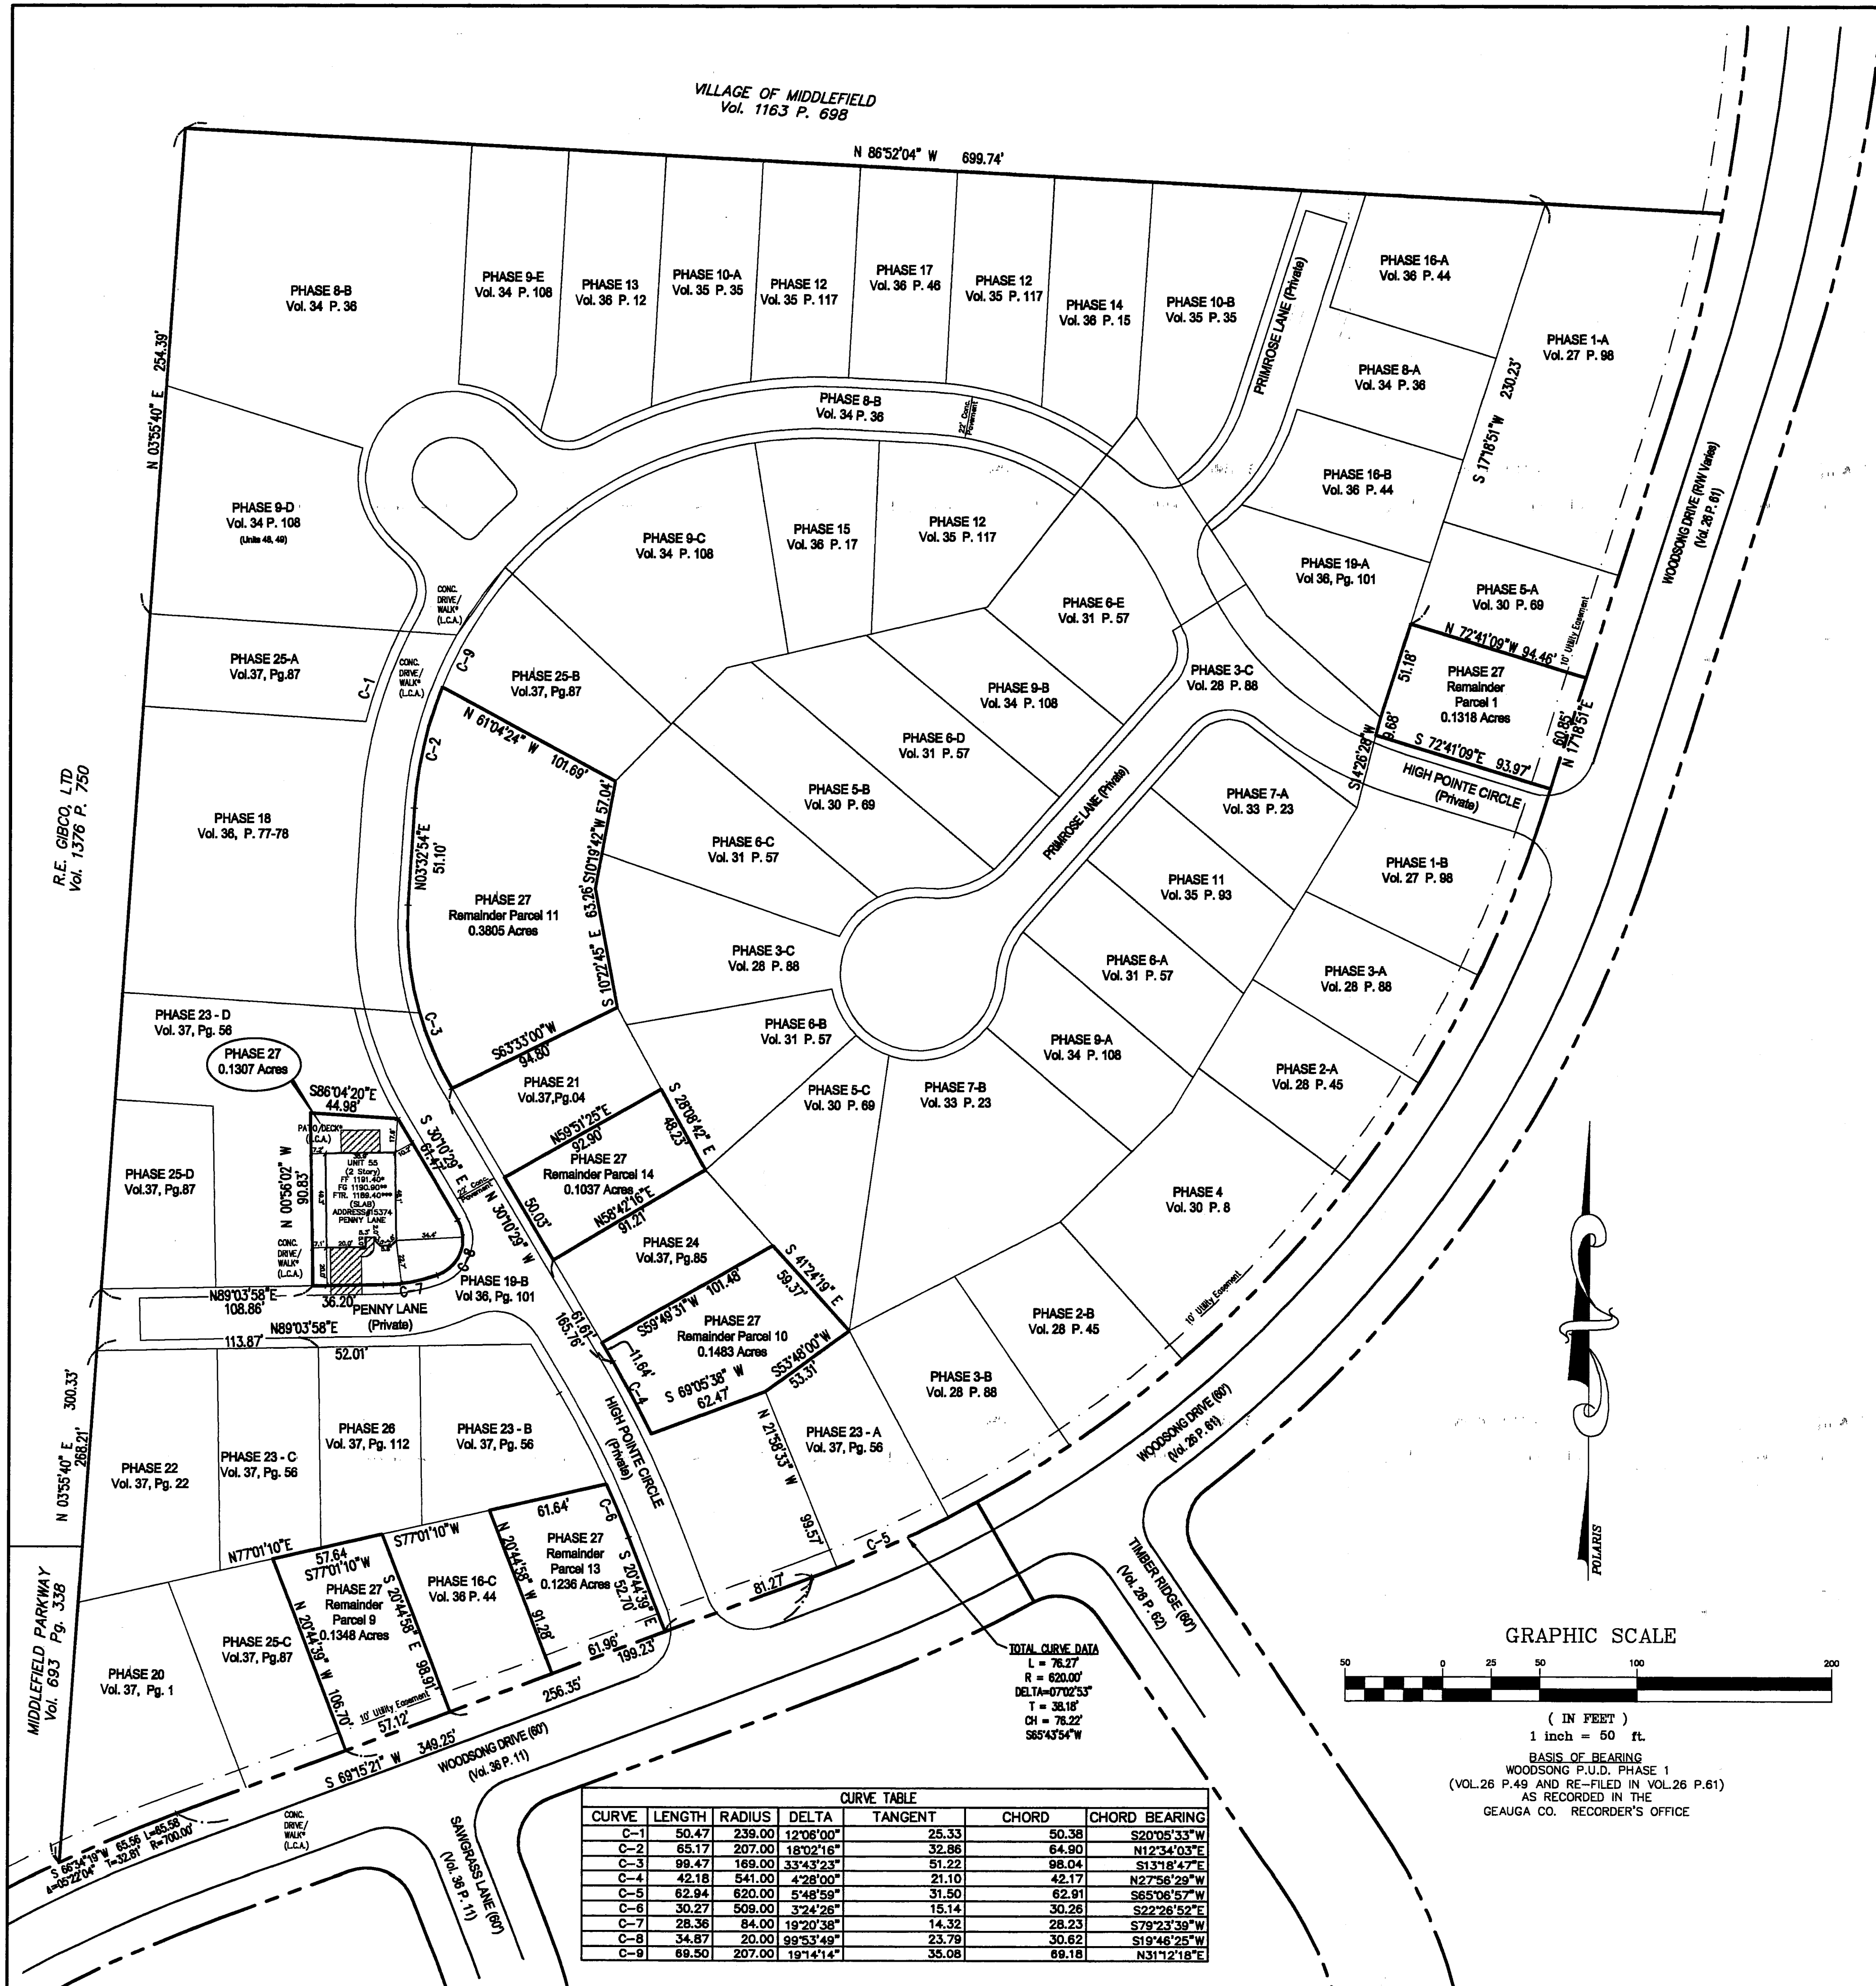 VILLAGE OF MIDDLEFIELD
Vol. 1163 P. 698
N 86°52'04" W 699.74'
PHASE 8-B
Vol. 34 P. 36
PHASE 9-E
Vol. 34 P. 108
PHASE 13
Vol. 36 P. 12
PHASE 10-A
Vol. 35 P. 35
PHASE 12
Vol. 35 P. 117
PHASE 17
Vol. 36 P. 46
PHASE 12
Vol. 35 P. 117
PHASE 14
Vol. 36 P. 15
PHASE 10-B
Vol. 35 P. 35
PRIMROSE LANE (Private)
PHASE 16-A
Vol. 36 P. 44
PHASE 1-A
Vol. 27 P. 98
PHASE 8-A
Vol. 34 P. 36
S 17°18'51"W 230.23'
PHASE 16-B
Vol. 36 P. 44
WOODSONG DRIVE (R/W Varies)
(Vol. 26 P. 61)
N 03°55'40" E 254.39'
PHASE 8-B
Vol. 34 P. 36
22' Conc.
Pavement
PHASE 9-D
Vol. 34 P. 108
(Units 48, 49)
PHASE 9-C
Vol. 34 P. 108
PHASE 15
Vol. 36 P. 17
PHASE 12
Vol. 35 P. 117
PHASE 19-A
Vol 36, Pg. 101
PHASE 5-A
Vol. 30 P. 69
10' Utility Easement
CONC.
DRIVE/
WALK*
(L.C.A.)
PHASE 6-E
Vol. 31 P. 57
N 72°41'09"W 94.46'
PHASE 27
Remainder
Parcel 1
0.1318 Acres
51.18'
9.68'
S14°26'28"W
S 72°41'09"E 93.97'
60.85'
N 17°18'51"E
HIGH POINTE CIRCLE
(Private)
PHASE 25-A
Vol.37, Pg.87
C-1
CONC.
DRIVE/
WALK*
(L.C.A.)
C-9
PHASE 25-B
Vol.37, Pg.87
PHASE 3-C
Vol. 28 P. 88
PHASE 9-B
Vol. 34 P. 108
PHASE 6-D
Vol. 31 P. 57
PHASE 5-B
Vol. 30 P. 69
PHASE 6-C
Vol. 31 P. 57
PRIMROSE LANE (Private)
PHASE 7-A
Vol. 33 P. 23
PHASE 1-B
Vol. 27 P. 98
PHASE 11
Vol. 35 P. 93
R.E. GIBCO, LTD
Vol. 1376 P. 750
PHASE 18
Vol. 36, P. 77-78
C-2
N 61°04'24" W 101.69'
S10°19'42"W 57.04'
N03°32'54"E
51.10'
PHASE 27
Remainder Parcel 11
0.3805 Acres
S 10°22'45" E 63.26'
C-3
S63°33'00"W
94.80'
PHASE 3-C
Vol. 28 P. 88
PHASE 6-A
Vol. 31 P. 57
PHASE 3-A
Vol. 28 P. 88
PHASE 6-B
Vol. 31 P. 57
PHASE 9-A
Vol. 34 P. 108
PHASE 2-A
Vol. 28 P. 45
PHASE 5-C
Vol. 30 P. 69
PHASE 7-B
Vol. 33 P. 23
PHASE 4
Vol. 30 P. 8
PHASE 23 - D
Vol. 37, Pg. 56
PHASE 27
0.1307 Acres
S86°04'20"E
44.98'
PATIO/DECK*
(L.C.A.)
UNIT 55
(2 Story)
FF 1191.40*
FG 1190.90**
FTR. 1189.40***
(SLAB)
ADDRESS#15374
PENNY LANE
N 00°56'02" W
90.83'
CONC.
DRIVE/
WALK*
(L.C.A.)
S 30°10'29" E
61.47'
22' Conc.
Pavement
N 30°10'29" W
C-8
C-7
PHASE 25-D
Vol.37, Pg.87
PHASE 19-B
Vol 36, Pg. 101
N89°03'58"E
108.86'
36.20'
PENNY LANE
(Private)
N89°03'58"E
113.87'
52.01'
PHASE 21
Vol.37,Pg.04
N59°51'25"E
92.90'
S 28°08'42" E
48.23'
PHASE 27
Remainder Parcel 14
0.1037 Acres
50.03'
N58°42'16"E
91.21'
PHASE 24
Vol.37, Pg.85
S 41°24'19" E
59.37'
S59°49'31"W 101.48'
61.61'
165.76'
PHASE 27
Remainder Parcel 10
0.1483 Acres
11.64'
C-4
S 69°05'38" W
62.47'
S53°48'00"W
53.31'
PHASE 2-B
Vol. 28 P. 45
10' Utility Easement
PHASE 3-B
Vol. 28 P. 88
PHASE 23 - A
Vol. 37, Pg. 56
N 21°58'33" W
99.57'
HIGH POINTE CIRCLE
(Private)
WOODSONG DRIVE (60')
(Vol. 26 P. 61)
N 03°55'40" E 300.33'
268.21'
PHASE 22
Vol. 37, Pg. 22
PHASE 23 - C
Vol. 37, Pg. 56
PHASE 26
Vol. 37, Pg. 112
PHASE 23 - B
Vol. 37, Pg. 56
MIDDLEFIELD PARKWAY
Vol. 693 Pg. 338
N77°01'10"E
57.64
S77°01'10"W
S77°01'10"W
61.64'
C-6
PHASE 27
Remainder
Parcel 9
0.1348 Acres
N 20°44'39" W 106.70'
S 20°44'58" E 98.91'
PHASE 16-C
Vol. 36 P. 44
N 20°44'58" W 91.28'
PHASE 27
Remainder
Parcel 13
0.1236 Acres
S 20°44'39" E
52.70'
PHASE 20
Vol. 37, Pg. 1
PHASE 25-C
Vol.37, Pg.87
10' Utility Easement
57.12'
61.96'
199.23'
81.27'
C-5
256.35'
S 69°15'21" W 349.25'
WOODSONG DRIVE (60')
(Vol. 36 P. 11)
S 66°34'19"W 65.56 L=65.58
Δ=05°22'04" T=32.81' R=700.00'
CONC.
DRIVE/
WALK*
(L.C.A.)
SAWGRASS LANE (60')
(Vol. 36 P. 11)
TIMBER RIDGE (60')
(Vol. 26 P. 62)
TOTAL CURVE DATA
L = 76.27'
R = 620.00'
DELTA=07°02'53"
T = 38.18'
CH = 76.22'
S65°43'54"W
POLARIS
GRAPHIC SCALE
50 0 25 50 100 200
( IN FEET )
1 inch = 50 ft.
BASIS OF BEARING
WOODSONG P.U.D. PHASE 1
(VOL.26 P.49 AND RE-FILED IN VOL.26 P.61)
AS RECORDED IN THE
GEAUGA CO. RECORDER'S OFFICE
CURVE TABLE
CURVE LENGTH RADIUS DELTA TANGENT CHORD CHORD BEARING
C-1 50.47 239.00 12°06'00" 25.33 50.38 S20°05'33"W
C-2 65.17 207.00 18°02'16" 32.86 64.90 N12°34'03"E
C-3 99.47 169.00 33°43'23" 51.22 98.04 S13°18'47"E
C-4 42.18 541.00 4°28'00" 21.10 42.17 N27°56'29"W
C-5 62.94 620.00 5°48'59" 31.50 62.91 S65°06'57"W
C-6 30.27 509.00 3°24'26" 15.14 30.26 S22°26'52"E
C-7 28.36 84.00 19°20'38" 14.32 28.23 S79°23'39"W
C-8 34.87 20.00 99°53'49" 23.79 30.62 S19°46'25"W
C-9 69.50 207.00 19°14'14" 35.08 69.18 N31°12'18"E